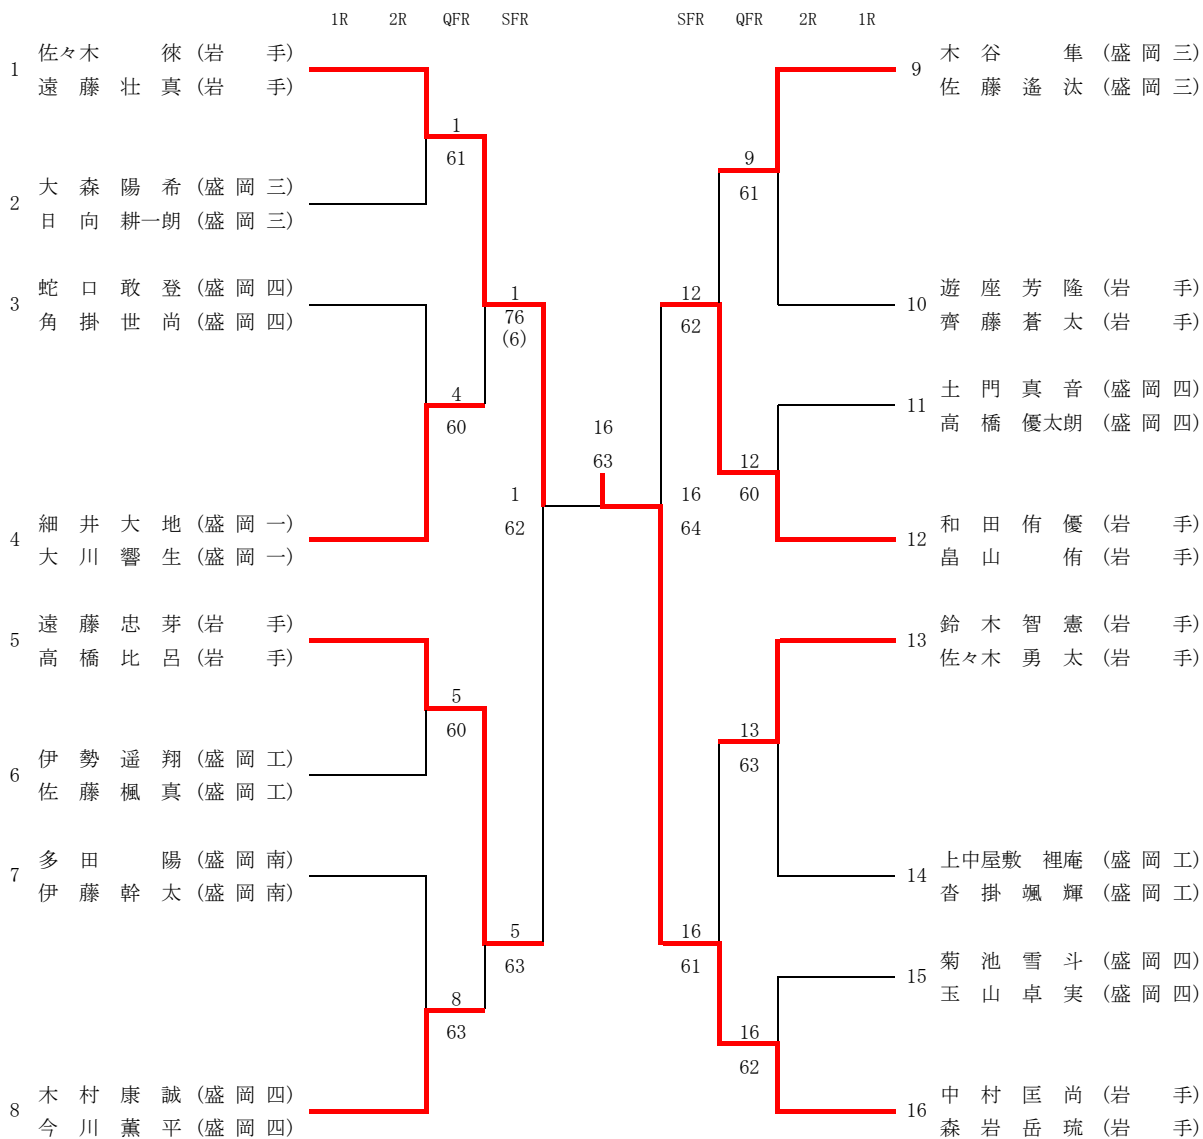 1R 2R QFR SFR SFR QFR 2R 1R
1 佐々木 徠 (岩 手)
遠 藤 壮 真 (岩 手)
2 大 森 陽 希 (盛 岡 三)
日 向 耕一朗 (盛 岡 三)
3 蛇 口 敢 登 (盛 岡 四)
角 掛 世 尚 (盛 岡 四)
4 細 井 大 地 (盛 岡 一)
大 川 響 生 (盛 岡 一)
5 遠 藤 忠 芽 (岩 手)
高 橋 比 呂 (岩 手)
6 伊 勢 遥 翔 (盛 岡 工)
佐 藤 楓 真 (盛 岡 工)
7 多 田 陽 (盛 岡 南)
伊 藤 幹 太 (盛 岡 南)
8 木 村 康 誠 (盛 岡 四)
今 川 薫 平 (盛 岡 四)
1
61
4
60
5
60
8
63
1
76
(6)
5
63
1
62
16
63
16
64
12
62
16
61
9
61
12
60
13
63
16
62
9 木 谷 隼 (盛 岡 三)
佐 藤 遙 汰 (盛 岡 三)
10 遊 座 芳 隆 (岩 手)
齊 藤 蒼 太 (岩 手)
11 土 門 真 音 (盛 岡 四)
高 橋 優太朗 (盛 岡 四)
12 和 田 侑 優 (岩 手)
畠 山 侑 (岩 手)
13 鈴 木 智 憲 (岩 手)
佐々木 勇 太 (岩 手)
14 上中屋敷 裡庵 (盛 岡 工)
沓 掛 颯 輝 (盛 岡 工)
15 菊 池 雪 斗 (盛 岡 四)
玉 山 卓 実 (盛 岡 四)
16 中 村 匡 尚 (岩 手)
森 岩 岳 琉 (岩 手)